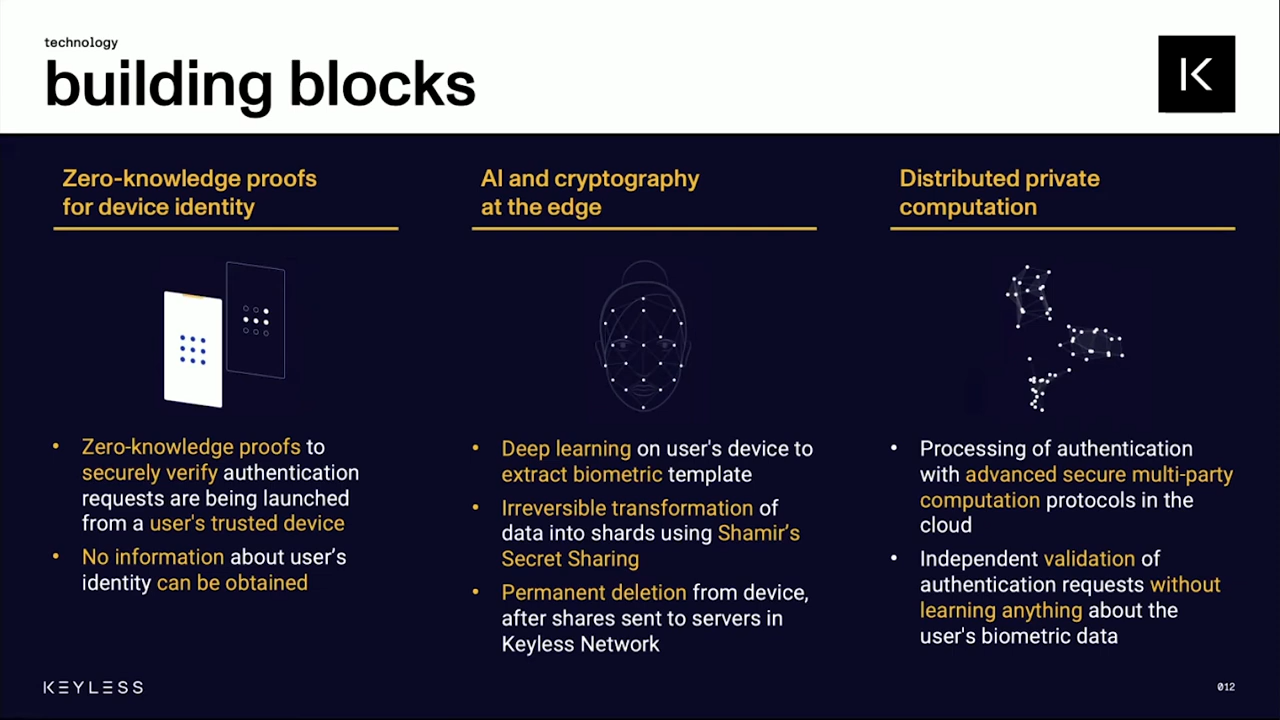 technology
building blocks
K
Zero-knowledge proofs
for device identity
Zero-knowledge proofs to
securely verify authentication
requests are being launched
from a user's trusted device
No information about user’s
identity can be obtained
AI and cryptography
at the edge
Deep learning on user's device to
extract biometric template
Irreversible transformation of
data into shards using Shamir’s
Secret Sharing
Permanent deletion from device,
after shares sent to servers in
Keyless Network
Distributed private
computation
Processing of authentication
with advanced secure multi-party
computation protocols in the
cloud
Independent validation of
authentication requests without
learning anything about the
user's biometric data
KEYLESS
012